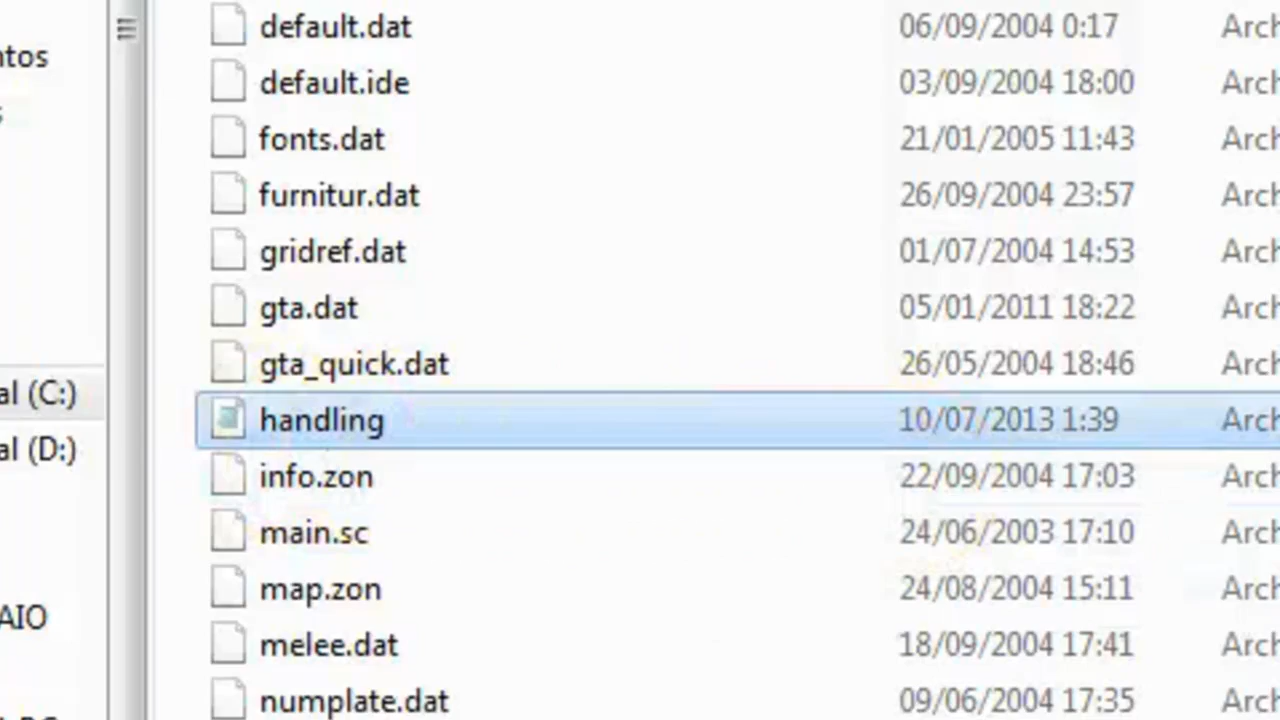 default.dat 06/09/2004 0:17 Arch
ntos
default.ide 03/09/2004 18:00 Arch
s
fonts.dat 21/01/2005 11:43 Arch
furnitur.dat 26/09/2004 23:57 Arch
gridref.dat 01/07/2004 14:53 Arch
gta.dat 05/01/2011 18:22 Arch
gta_quick.dat 26/05/2004 18:46 Arch
al (C:)
handling 10/07/2013 1:39 Arch
al (D:)
info.zon 22/09/2004 17:03 Arch
main.sc 24/06/2003 17:10 Arch
map.zon 24/08/2004 15:11 Arch
AIO
melee.dat 18/09/2004 17:41 Arch
numplate.dat 09/06/2004 17:35 Arch